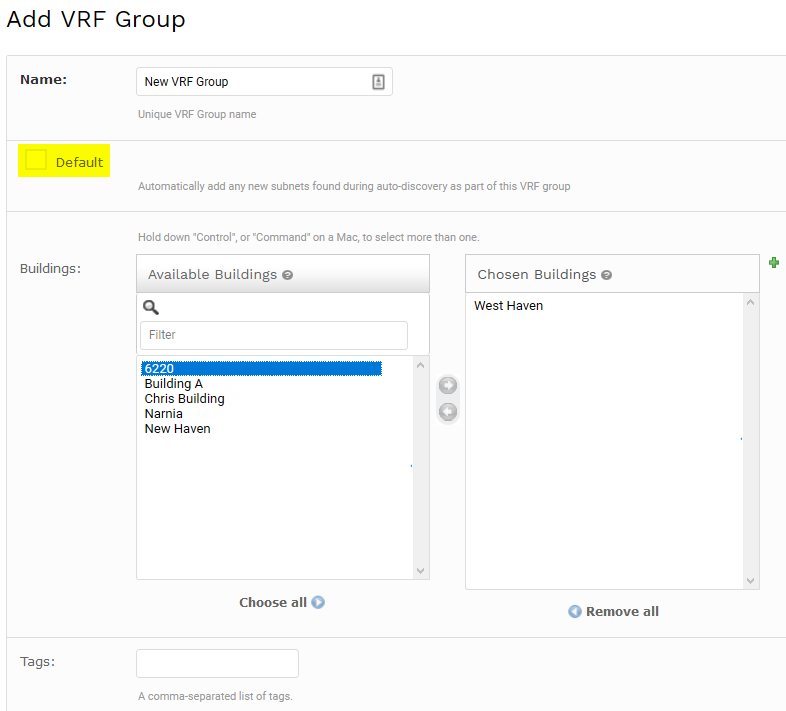 Add VRF Group
Name:
New VRF Group
Unique VRF Group name
Default
Automatically add any new subnets found during auto-discovery as part of this VRF group
Hold down "Control", or "Command" on a Mac, to select more than one.
Buildings:
Available Buildings ?
Filter
6220
Building A
Chris Building
Narnia
New Haven
Choose all
Chosen Buildings ?
West Haven
Remove all
Tags:
A comma-separated list of tags.